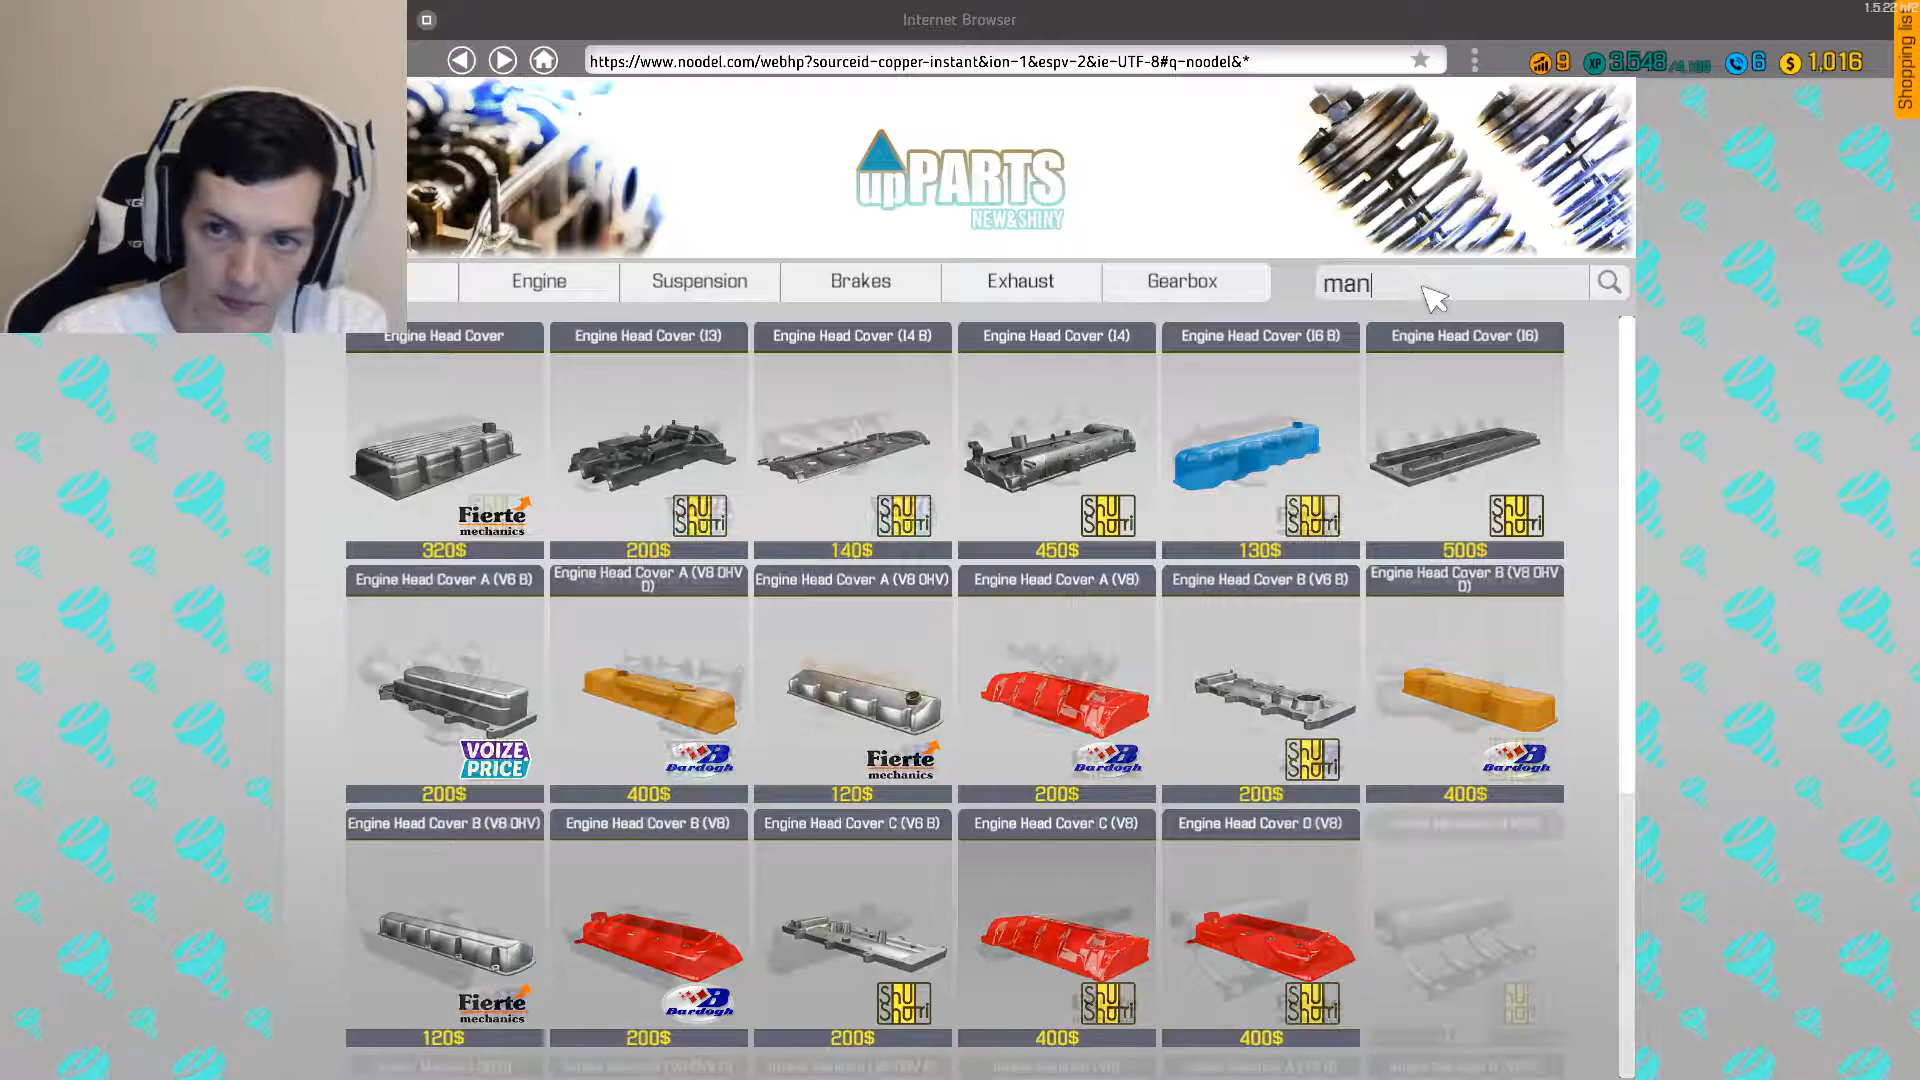 Internet Browser
1.5.22
Shopping list
https://www.noodel.com/webhp?sourceid-copper-instant&ion-1&espv-2&ie-UTF-8#q-noodel&*
9
XP 3,548
6
$ 1,016
upPARTS
NEW&SHINY
Engine Suspension Brakes Exhaust Gearbox man
Engine Head Cover
Engine Head Cover (I3)
Engine Head Cover (I4 B)
Engine Head Cover (I4)
Engine Head Cover (I6 B)
Engine Head Cover (I6)
Fierte
mechanics
320$ 200$ 140$ 450$ 130$ 500$
Engine Head Cover A (V6 B)
Engine Head Cover A (V8 OHV
D)
Engine Head Cover A (V8 OHV)
Engine Head Cover A (V8)
Engine Head Cover B (V6 B)
Engine Head Cover B (V8 OHV
D)
VOIZE
PRICE
Bardogh
Fierte
mechanics
Bardogh
Bardogh
200$ 400$ 120$ 200$ 200$ 400$
Engine Head Cover B (V8 OHV)
Engine Head Cover B (V8)
Engine Head Cover C (V6 B)
Engine Head Cover C (V8)
Engine Head Cover D (V8)
Fierte
mechanics
Bardogh
120$ 200$ 200$ 400$ 400$